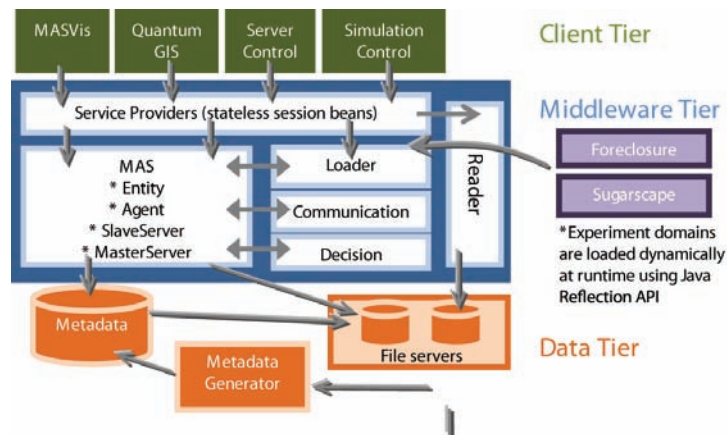 MASVis
Quantum
GIS
Server
Control
Simulation
Control
Client Tier
Service Providers (stateless session beans)
Middleware Tier
MAS
* Entity
* Agent
* SlaveServer
* MasterServer
Loader
Communication
Decision
Reader
Foreclosure
Sugarscape
*Experiment domains
are loaded dynamically
at runtime using Java
Reflection API
Metadata
File servers
Data Tier
Metadata
Generator